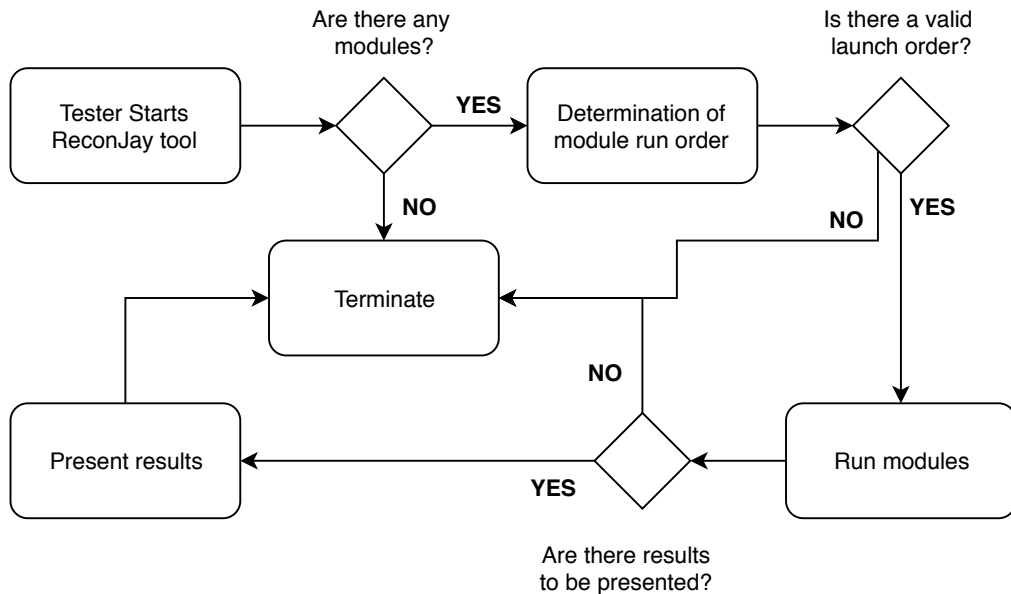 Are there any
modules?
Is there a valid
launch order?
Tester Starts
ReconJay tool
YES
Determination of
module run order
NO
NO
YES
Terminate
NO
Present results
YES
Run modules
Are there results
to be presented?